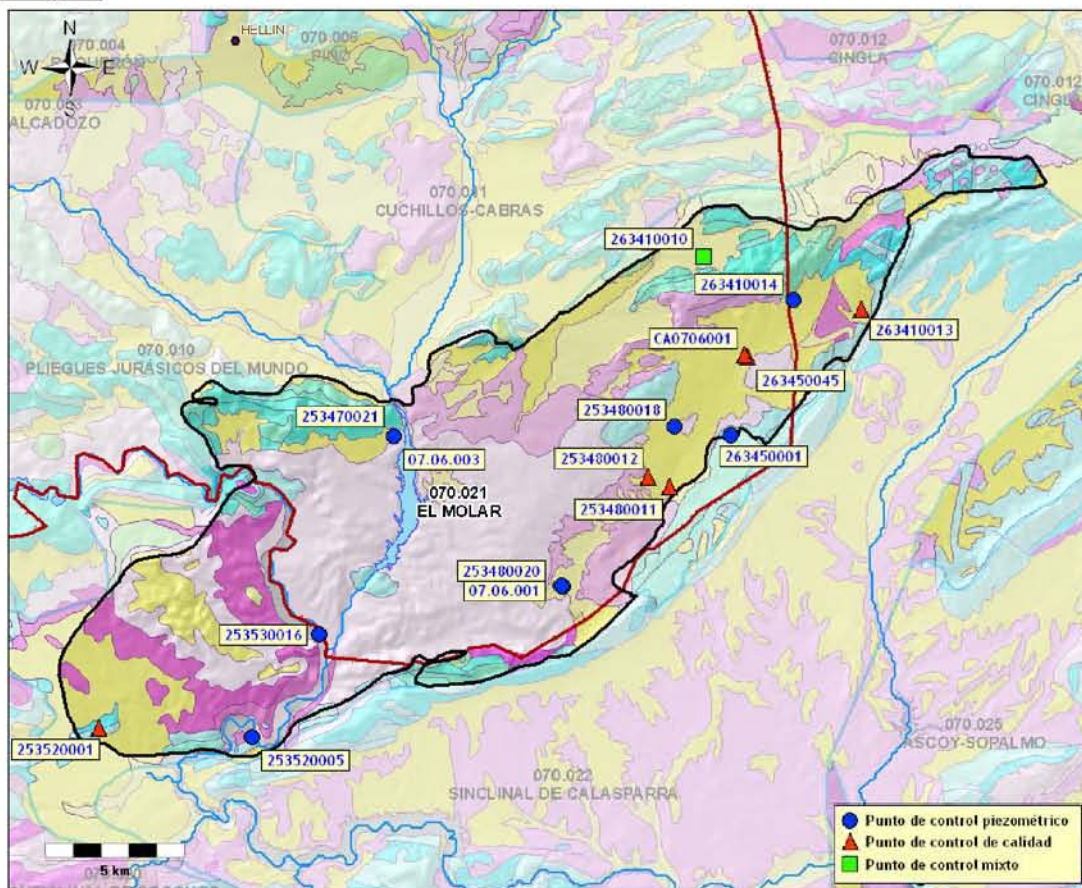 N
W E
S
HELLIN
070.004
070.006
PINO
070.012
CINGLA
070.012
CINGLA
ALCADOZO
070.011
CUCHILLOS-CABRAS
263410010
263410014
263410013
CA0706001
263450045
070.010
PLIEGUES JURÁSICOS DEL MUNDO
253470021
253480018
07.06.003
263450001
253480012
070.021
EL MOLAR
253480011
253480020
07.06.001
253530016
253520001
253520005
070.025
ASCOY-SOPALMO
070.022
SINCLINAL DE CALASPARRA
5 km
Punto de control piezométrico
Punto de control de calidad
Punto de control mixto